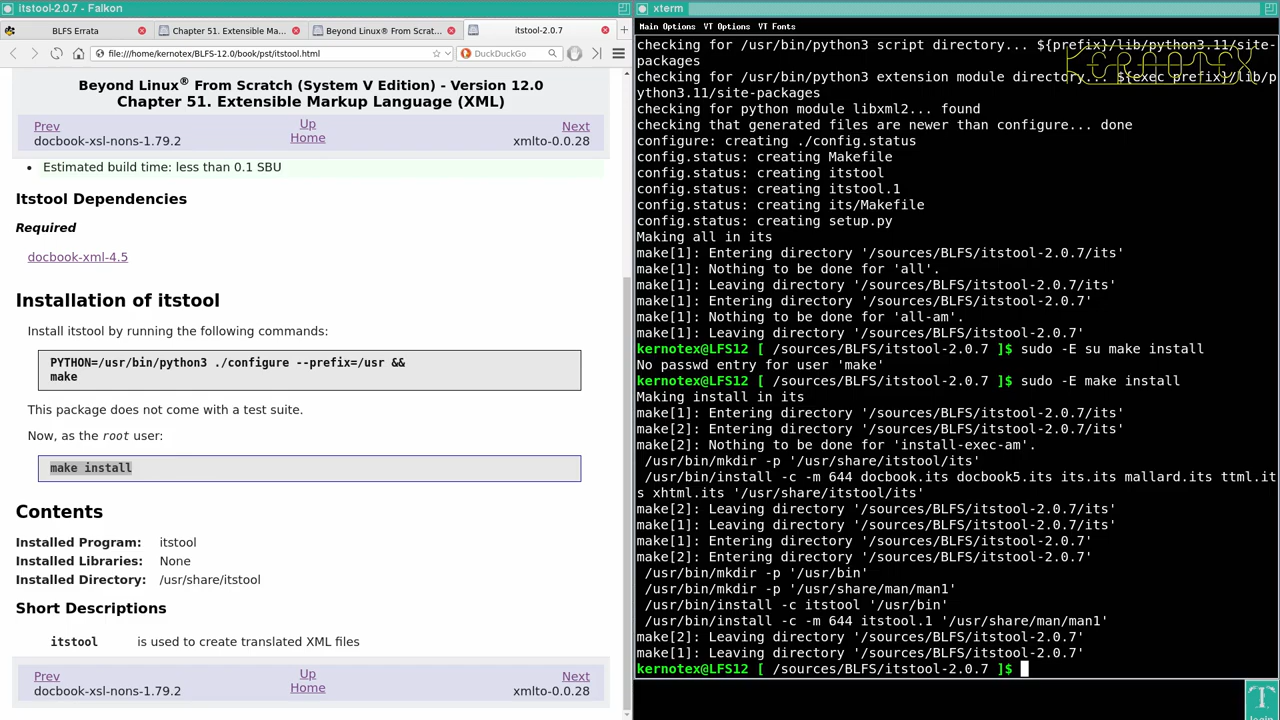 itstool-2.0.7 - Falkon
BLFS Errata
Chapter 51. Extensible Ma...
Beyond Linux® From Scrat...
itstool-2.0.7
file:///home/kernotex/BLFS-12.0/book/pst/itstool.html
DuckDuckGo
Beyond Linux® From Scratch (System V Edition) - Version 12.0
Chapter 51. Extensible Markup Language (XML)
Prev
Up
Next
docbook-xsl-nons-1.79.2
Home
xmlto-0.0.28
• Estimated build time: less than 0.1 SBU
Itstool Dependencies
Required
docbook-xml-4.5
Installation of itstool
Install itstool by running the following commands:
PYTHON=/usr/bin/python3 ./configure --prefix=/usr &&
make
This package does not come with a test suite.
Now, as the root user:
make install
Contents
Installed Program: itstool
Installed Libraries: None
Installed Directory: /usr/share/itstool
Short Descriptions
itstool is used to create translated XML files
Prev
Up
Next
docbook-xsl-nons-1.79.2
Home
xmlto-0.0.28
xterm
Main Options VT Options VT Fonts
checking for /usr/bin/python3 script directory... ${prefix}/lib/python3.11/site-
packages
checking for /usr/bin/python3 extension module directory... ${exec_prefix}/lib/p
ython3.11/site-packages
checking for python module libxml2... found
checking that generated files are newer than configure... done
configure: creating ./config.status
config.status: creating Makefile
config.status: creating itstool
config.status: creating itstool.1
config.status: creating its/Makefile
config.status: creating setup.py
Making all in its
make[1]: Entering directory '/sources/BLFS/itstool-2.0.7/its'
make[1]: Nothing to be done for 'all'.
make[1]: Leaving directory '/sources/BLFS/itstool-2.0.7/its'
make[1]: Entering directory '/sources/BLFS/itstool-2.0.7'
make[1]: Nothing to be done for 'all-am'.
make[1]: Leaving directory '/sources/BLFS/itstool-2.0.7'
kernotex@LFS12 [ /sources/BLFS/itstool-2.0.7 ]$ sudo -E su make install
No passwd entry for user 'make'
kernotex@LFS12 [ /sources/BLFS/itstool-2.0.7 ]$ sudo -E make install
Making install in its
make[1]: Entering directory '/sources/BLFS/itstool-2.0.7/its'
make[2]: Entering directory '/sources/BLFS/itstool-2.0.7/its'
make[2]: Nothing to be done for 'install-exec-am'.
/usr/bin/mkdir -p '/usr/share/itstool/its'
/usr/bin/install -c -m 644 docbook.its docbook5.its its.its mallard.its ttml.it
s xhtml.its '/usr/share/itstool/its'
make[2]: Leaving directory '/sources/BLFS/itstool-2.0.7/its'
make[1]: Leaving directory '/sources/BLFS/itstool-2.0.7/its'
make[1]: Entering directory '/sources/BLFS/itstool-2.0.7'
make[2]: Entering directory '/sources/BLFS/itstool-2.0.7'
/usr/bin/mkdir -p '/usr/bin'
/usr/bin/mkdir -p '/usr/share/man/man1'
/usr/bin/install -c itstool '/usr/bin'
/usr/bin/install -c -m 644 itstool.1 '/usr/share/man/man1'
make[2]: Leaving directory '/sources/BLFS/itstool-2.0.7'
make[1]: Leaving directory '/sources/BLFS/itstool-2.0.7'
kernotex@LFS12 [ /sources/BLFS/itstool-2.0.7 ]$
KERNOTEX
login